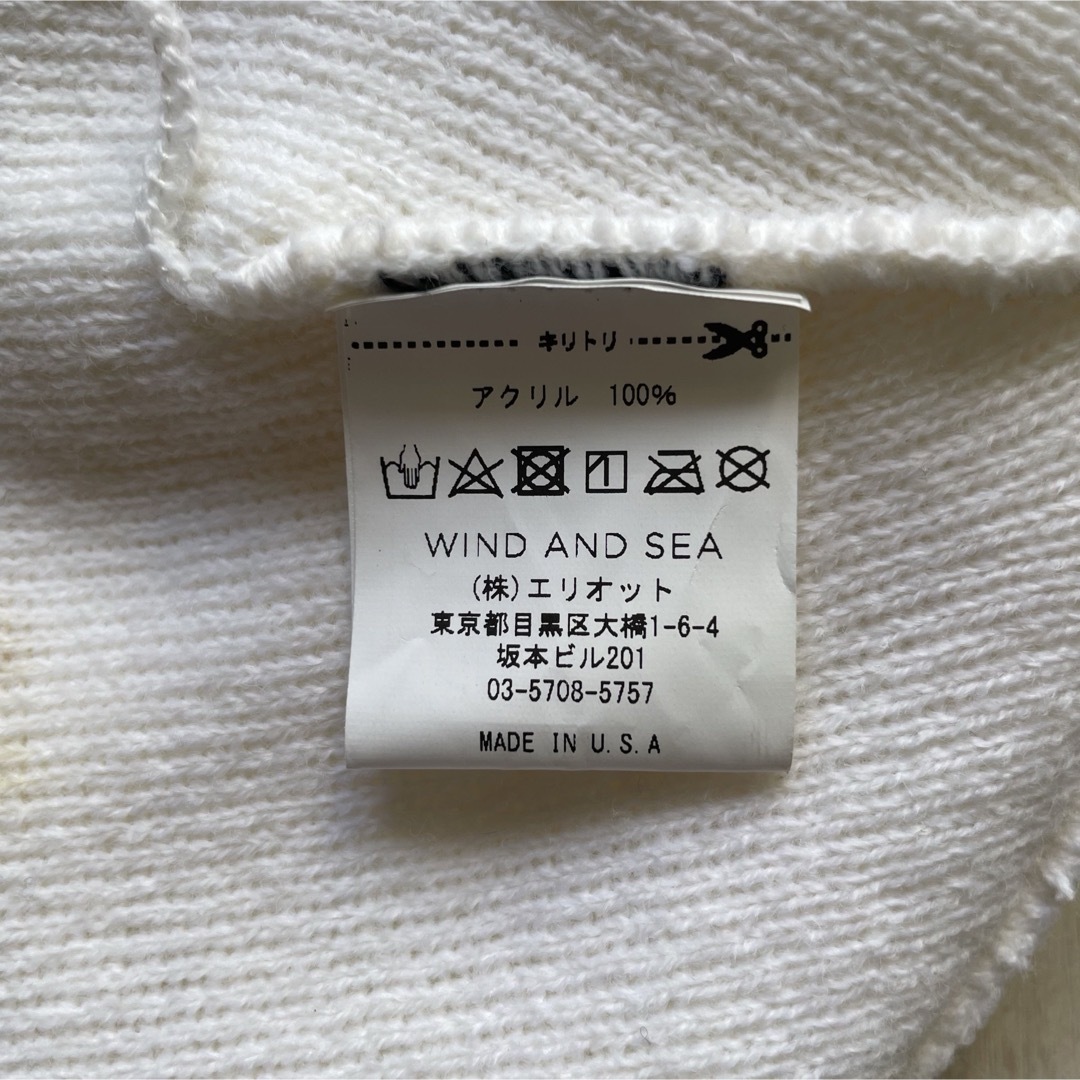 キリトリ
アクリル 100%
1
WIND AND SEA
(株)エリオット
東京都目黒区大橋1-6-4
坂本ビル201
03-5708-5757
MADE IN U.S.A